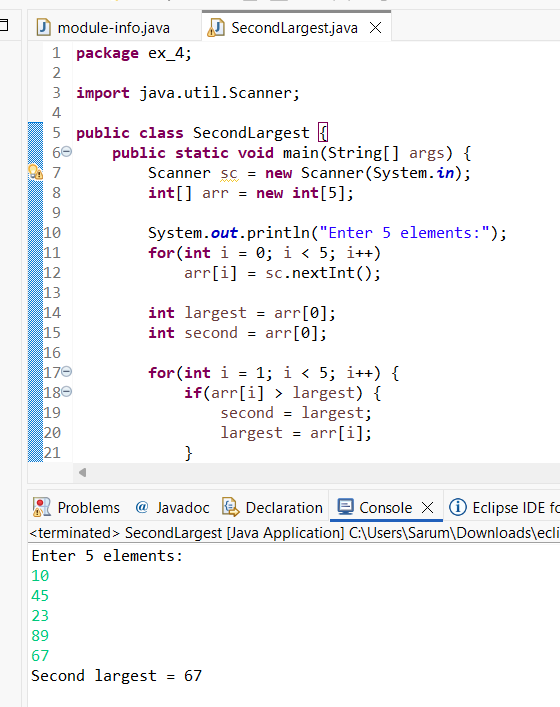 module-info.java
SecondLargest.java
1 package ex_4;
2
3 import java.util.Scanner;
4
5 public class SecondLargest {
6 public static void main(String[] args) {
7 Scanner sc = new Scanner(System.in);
8 int[] arr = new int[5];
9
10 System.out.println("Enter 5 elements:");
11 for(int i = 0; i < 5; i++)
12 arr[i] = sc.nextInt();
13
14 int largest = arr[0];
15 int second = arr[0];
16
17 for(int i = 1; i < 5; i++) {
18 if(arr[i] > largest) {
19 second = largest;
20 largest = arr[i];
21 }
Problems @ Javadoc Declaration Console Eclipse IDE fo
<terminated> SecondLargest [Java Application] C:\Users\Sarum\Downloads\ecli
Enter 5 elements:
10
45
23
89
67
Second largest = 67